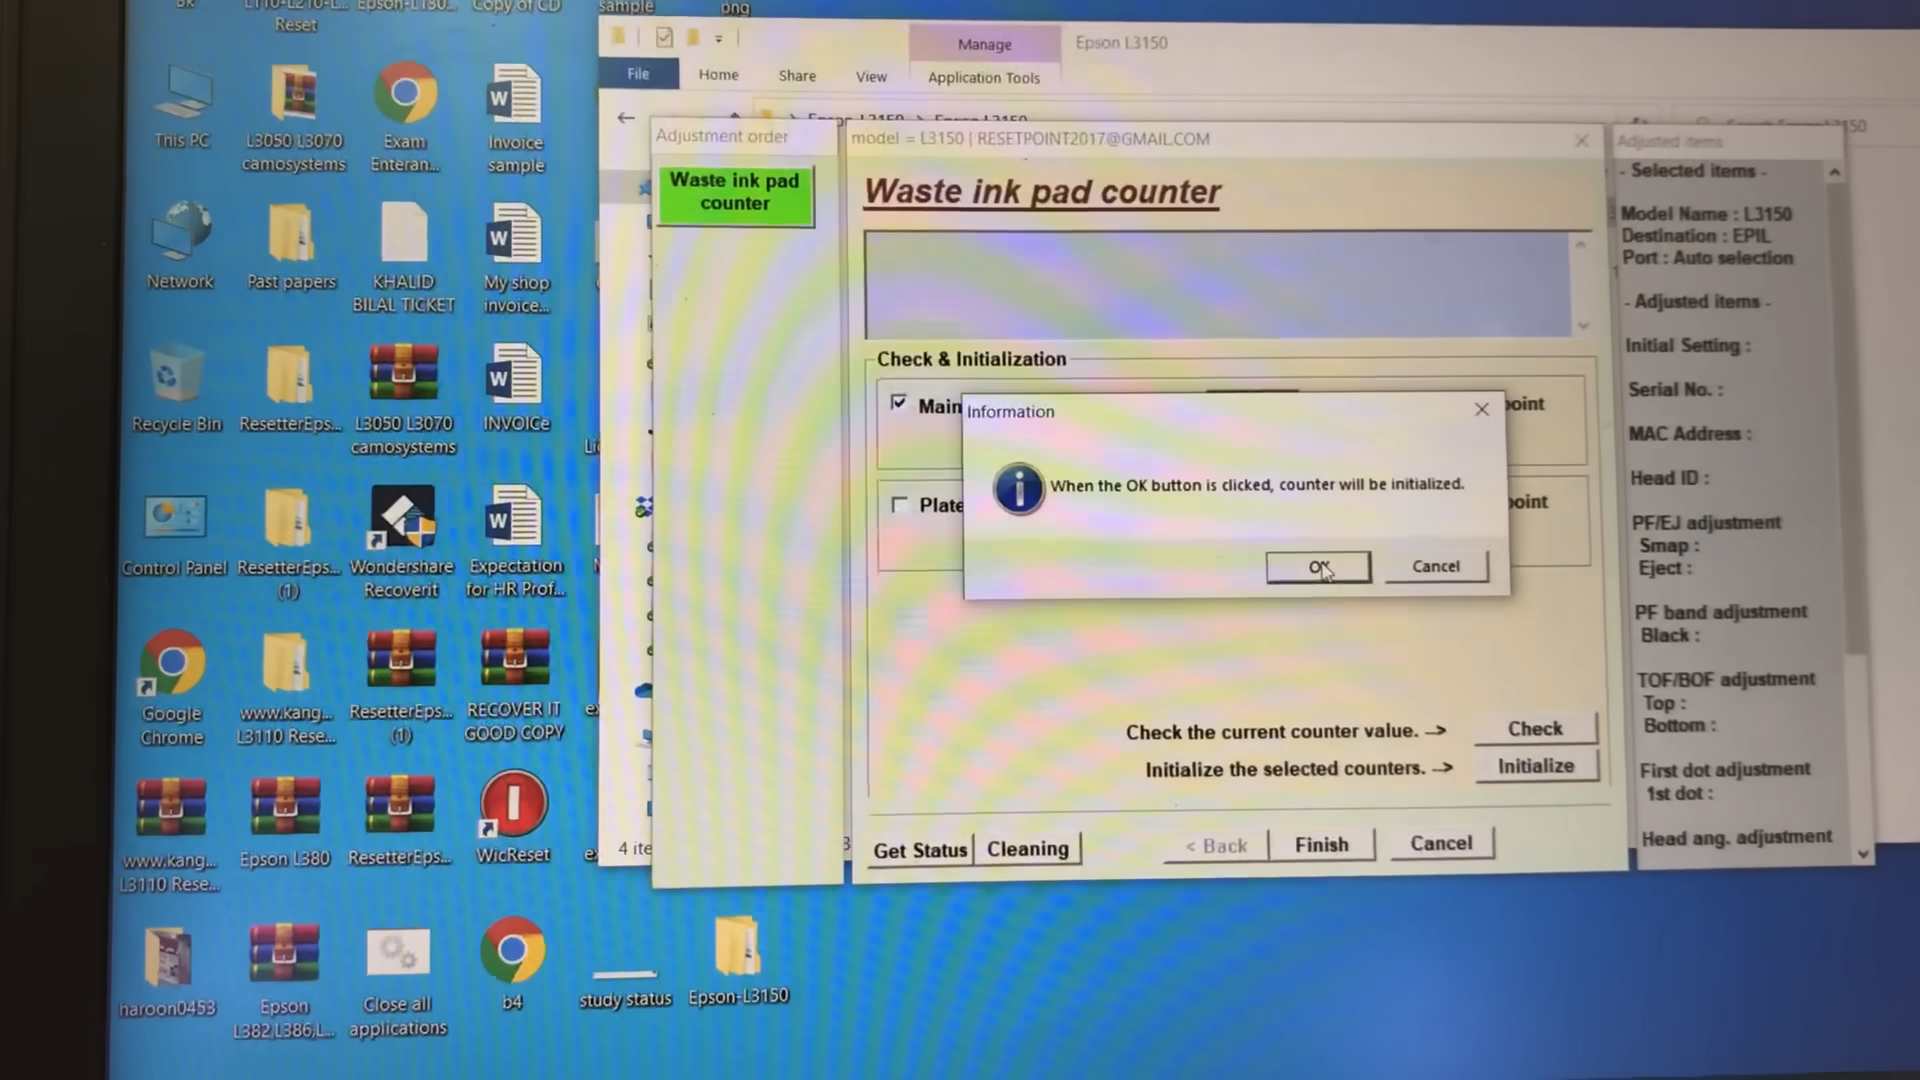 Reset
Copy of CD
sample
png
This PC
L3050 L3070
camosystems
Exam
Enteran...
Invoice
sample
Network
Past papers
KHALID
BILAL TICKET
My shop
invoice...
Recycle Bin
ResetterEps...
L3050 L3070
camosystems
INVOICe
Control Panel
ResetterEps...
(1)
Wondershare
Recoverit
Expectation
for HR Prof...
Google
Chrome
www.kang...
L3110 Rese...
ResetterEps...
(1)
RECOVER IT
GOOD COPY
www.kang...
L3110 Rese...
Epson L380
ResetterEps...
WicReset
haroon0453
Epson
L382,L386,L...
Close all
applications
b4
study status
Epson-L3150
Manage
Epson L3150
File
Home
Share
View
Application Tools
4 ite
Adjustment order
Waste ink pad
counter
model = L3150 | RESETPOINT2017@GMAIL.COM
Waste ink pad counter
Check & Initialization
Main
point
Plate
point
Information
When the OK button is clicked, counter will be initialized.
OK
Cancel
Check the current counter value. -->
Check
Initialize the selected counters. -->
Initialize
Get Status
Cleaning
< Back
Finish
Cancel
Adjusted items
- Selected items -
Model Name : L3150
Destination : EPIL
Port : Auto selection
- Adjusted items -
Initial Setting :
Serial No. :
MAC Address :
Head ID :
PF/EJ adjustment
Smap :
Eject :
PF band adjustment
Black :
TOF/BOF adjustment
Top :
Bottom :
First dot adjustment
1st dot :
Head ang. adjustment